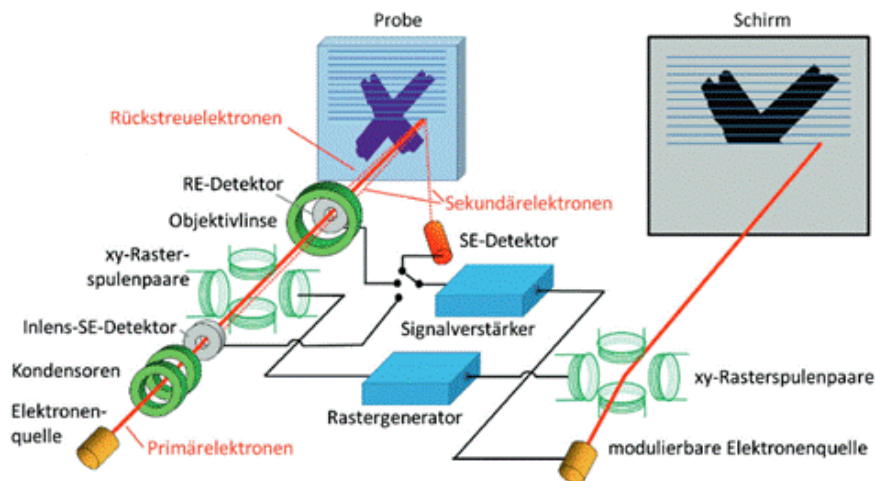 Probe
Schirm
Rückstreuelektronen
RE-Detektor
Objektivlinse
Sekundärelektronen
SE-Detektor
xy-Raster-
spulenpaare
Inlens-SE-Detektor
Signalverstärker
Kondensoren
xy-Rasterspulenpaare
Rastergenerator
Elektronen-
quelle
Primärelektronen
modulierbare Elektronenquelle